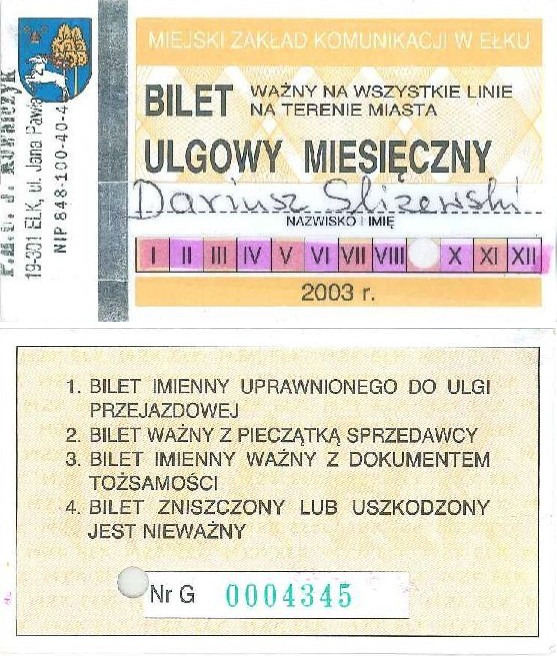 MIEJSKI ZAKŁAD KOMUNIKACJI W EŁKU
BILET WAŻNY NA WSZYSTKIE LINIE
NA TERENIE MIASTA
ULGOWY MIESIĘCZNY
Dariusz Sliżewski
NAZWISKO I IMIĘ
I II III IV V VI VII VIII X XI XII
2003 r.
19-301 EŁK, ul. Jana Pawła
NIP 848-100-40-4
1. BILET IMIENNY UPRAWNIONEGO DO ULGI
PRZEJAZDOWEJ
2. BILET WAŻNY Z PIECZĄTKĄ SPRZEDAWCY
3. BILET IMIENNY WAŻNY Z DOKUMENTEM
TOŻSAMOŚCI
4. BILET ZNISZCZONY LUB USZKODZONY
JEST NIEWAŻNY
Nr G 0004345